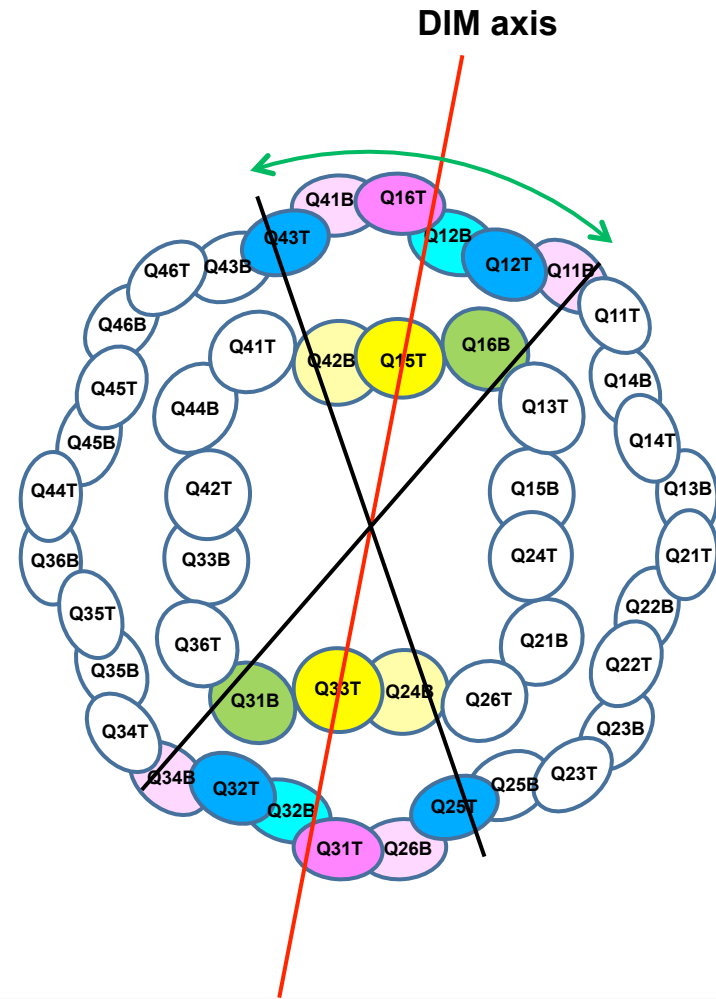 DIM axis
Q41B Q16T
Q43T Q12B
Q46T Q43B Q12T Q11B
Q46B Q11T
Q41T Q42B Q15T Q16B
Q45T Q44B Q13T Q14B
Q45B Q14T
Q44T Q42T Q15B Q13B
Q36B Q33B Q24T Q21T
Q35T Q36T Q21B Q22B
Q35B Q22T
Q31B Q33T Q24B Q26T
Q34T Q23B
Q34B Q32T Q25B Q23T
Q32B Q25T
Q31T Q26B